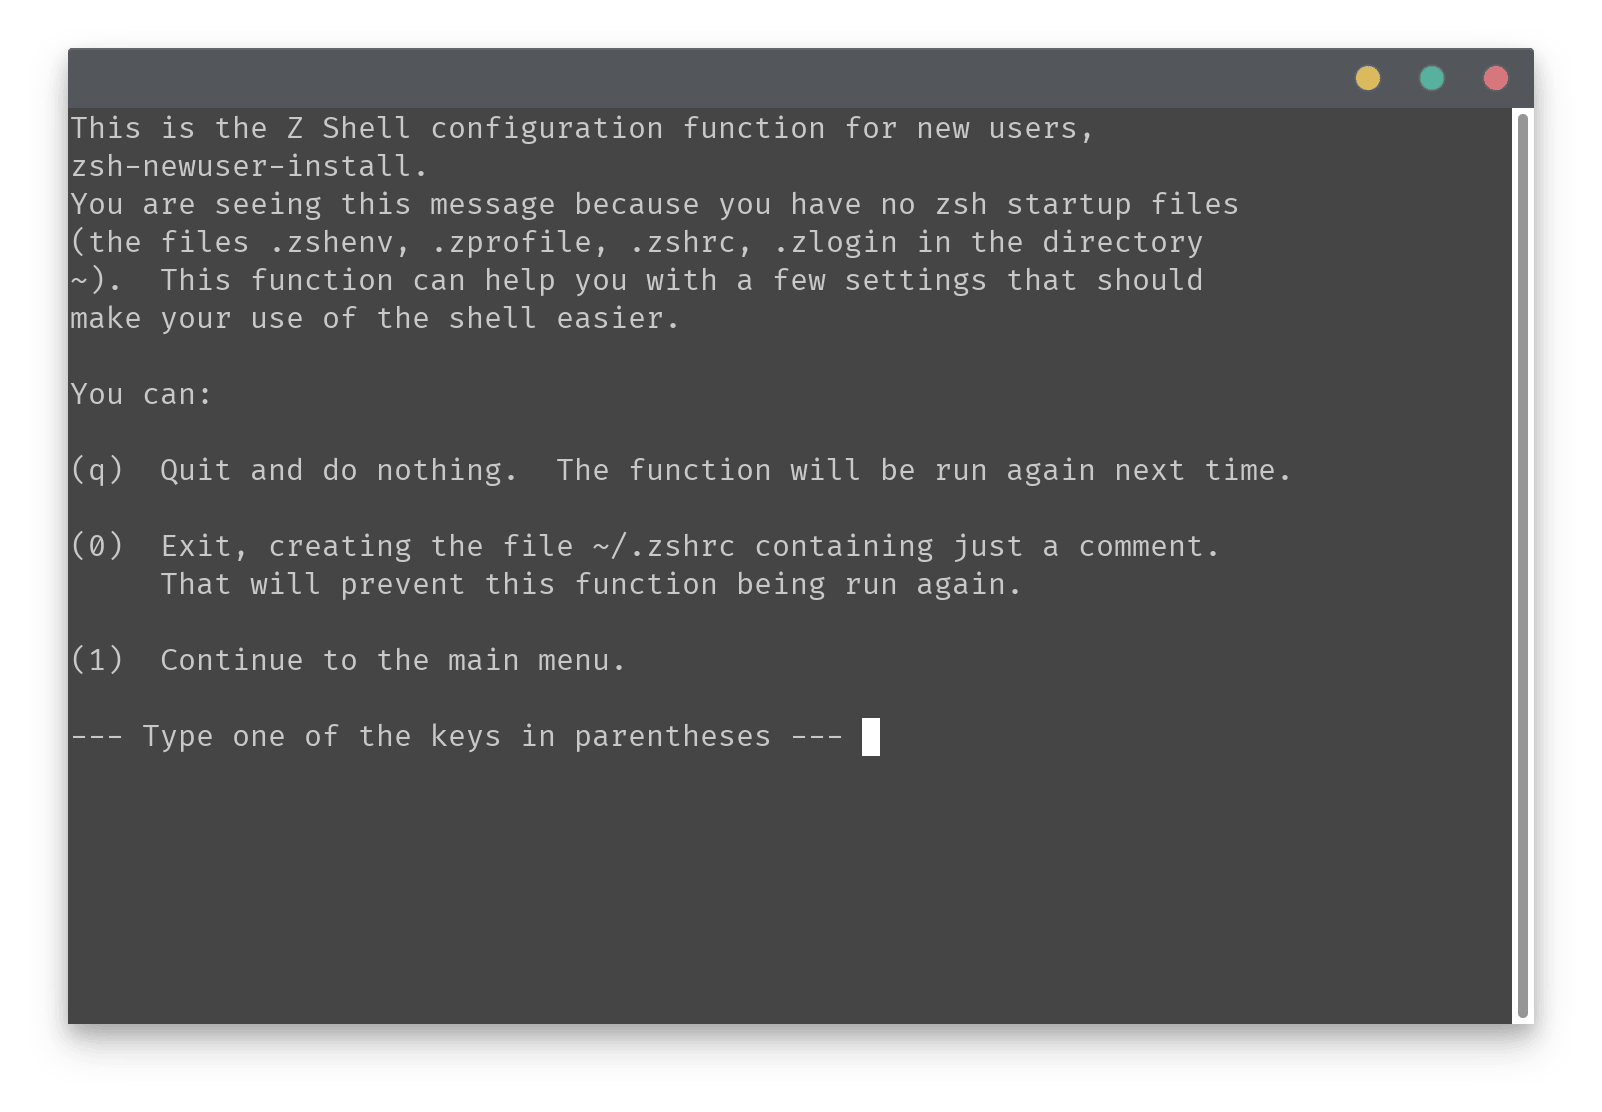 This is the Z Shell configuration function for new users,
zsh-newuser-install.
You are seeing this message because you have no zsh startup files
(the files .zshenv, .zprofile, .zshrc, .zlogin in the directory
~).  This function can help you with a few settings that should
make your use of the shell easier.

You can:

(q)  Quit and do nothing.  The function will be run again next time.

(0)  Exit, creating the file ~/.zshrc containing just a comment.
     That will prevent this function being run again.

(1)  Continue to the main menu.

--- Type one of the keys in parentheses ---